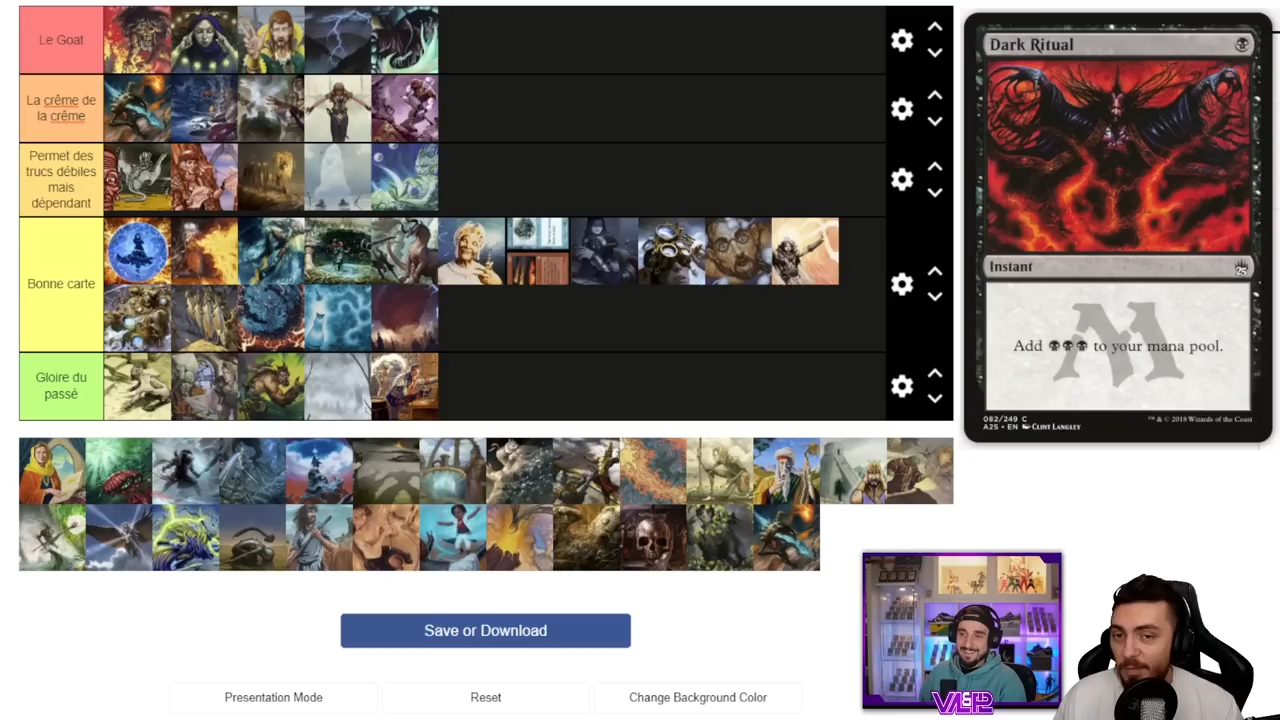 Le Goat
La crême de
la crême
Permet des
trucs débiles
mais
dépendant
Bonne carte
Gloire du
passé
Save or Download
Presentation Mode
Reset
Change Background Color
Dark Ritual
Instant
Add to your mana pool.
082/249 C
A25 • EN Clint Langley
™ & © 2018 Wizards of the Coast